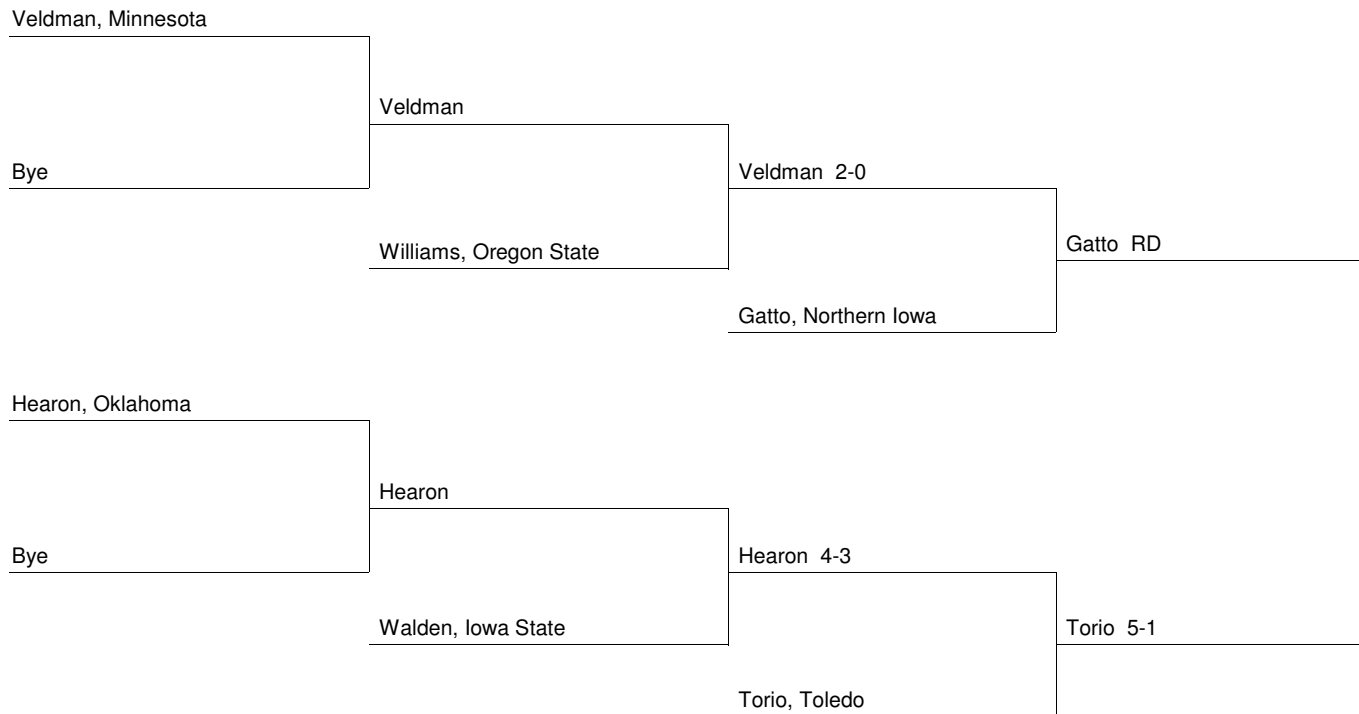 Veldman, Minnesota
Veldman
Bye
Veldman 2-0
Williams, Oregon State
Gatto RD
Gatto, Northern Iowa
Hearon, Oklahoma
Hearon
Bye
Hearon 4-3
Walden, Iowa State
Torio 5-1
Torio, Toledo